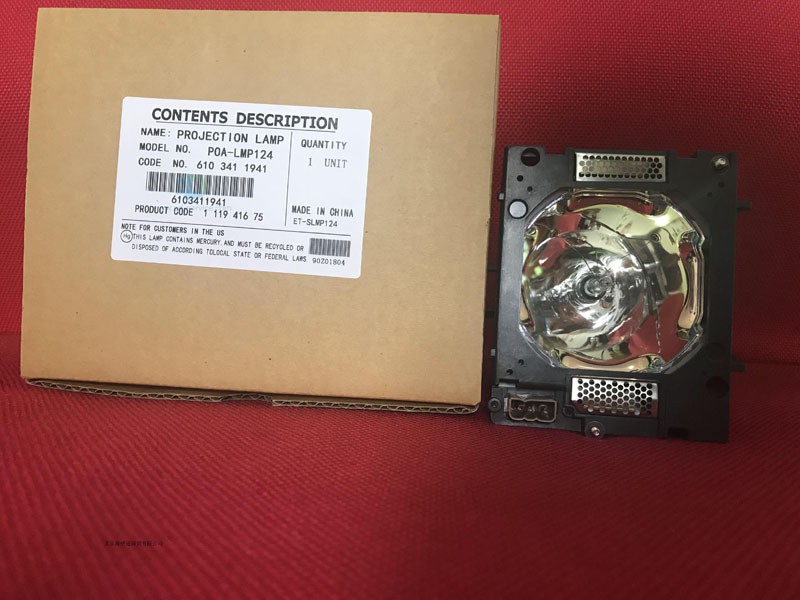 CONTENTS DESCRIPTION
NAME: PROJECTION LAMP
MODEL NO. POA-LMP124
CODE NO. 610 341 1941
6103411941
PRODUCT CODE 1 119 416 75
QUANTITY
1 UNIT
MADE IN CHINA
ET-SLMP124
NOTE FOR CUSTOMERS IN THE US
Hg THIS LAMP CONTAINS MERCURY AND MUST BE RECYCLED OR
DISPOSED OF ACCORDING TOLOCAL STATE OR FEDERAL LAWS
90Z01804